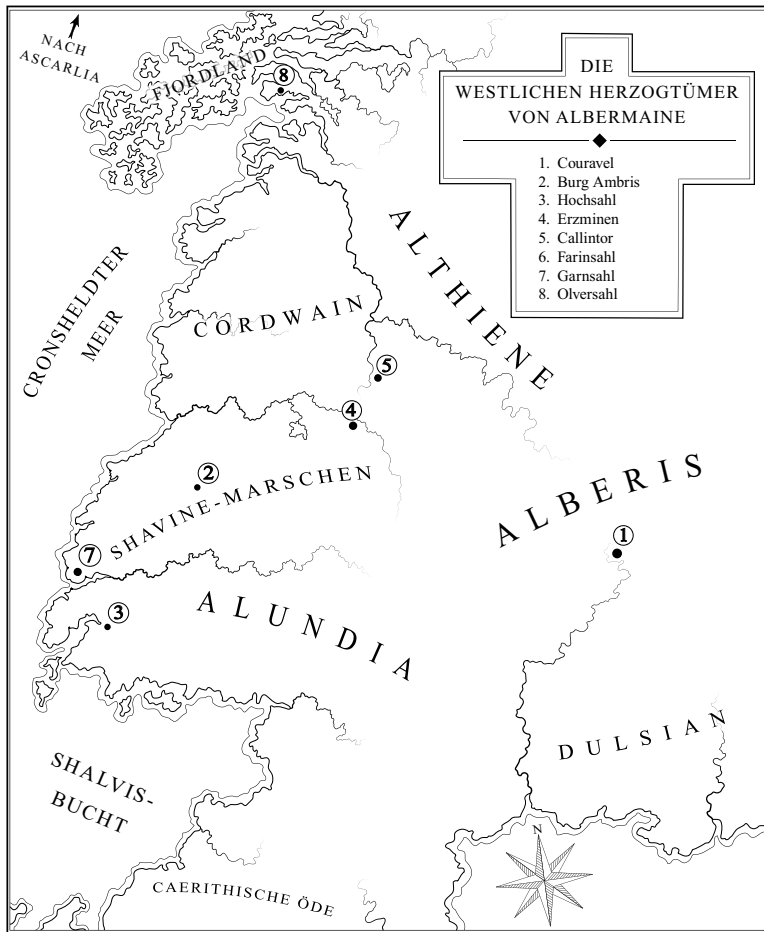 NACH
ASCARLIA
FJORDLAND
8
DIE
WESTLICHEN HERZOGTÜMER
VON ALBERMAINE
1. Couravel
2. Burg Ambris
3. Hochsahl
4. Erzminen
5. Callintor
6. Farinsahl
7. Garnsahl
8. Olversahl
CRONSHELDTER
MEER
ALTHIENE
CORDWAIN
5
4
2
SHAVINE-MARSCHEN
ALBERIS
1
7
3
ALUNDIA
DULSIAN
SHALVIS-
BUCHT
N
CAERITHISCHE ÖDE